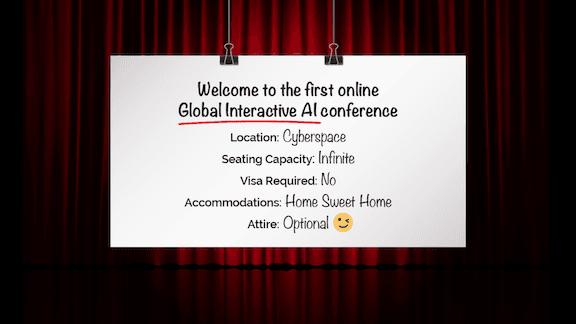 Welcome to the first online
Global Interactive AI conference
Location: Cyberspace
Seating Capacity: Infinite
Visa Required: No
Accommodations: Home Sweet Home
Attire: Optional 😉